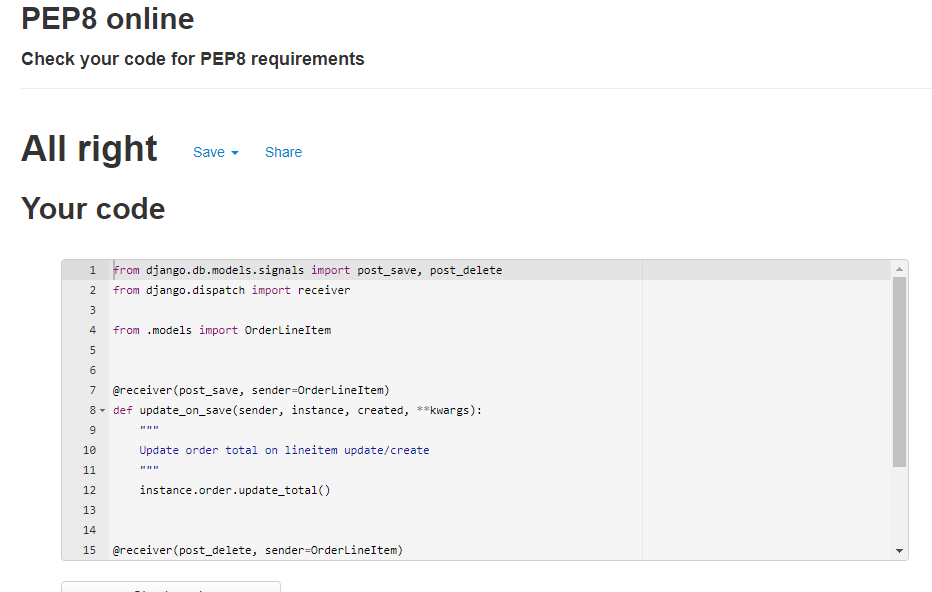 PEP8 online
Check your code for PEP8 requirements
All right Save Share
Your code
1 from django.db.models.signals import post_save, post_delete
2 from django.dispatch import receiver
3
4 from .models import OrderLineItem
5
6
7 @receiver(post_save, sender=OrderLineItem)
8 def update_on_save(sender, instance, created, **kwargs):
9     """
10     Update order total on lineitem update/create
11     """
12     instance.order.update_total()
13
14
15 @receiver(post_delete, sender=OrderLineItem)